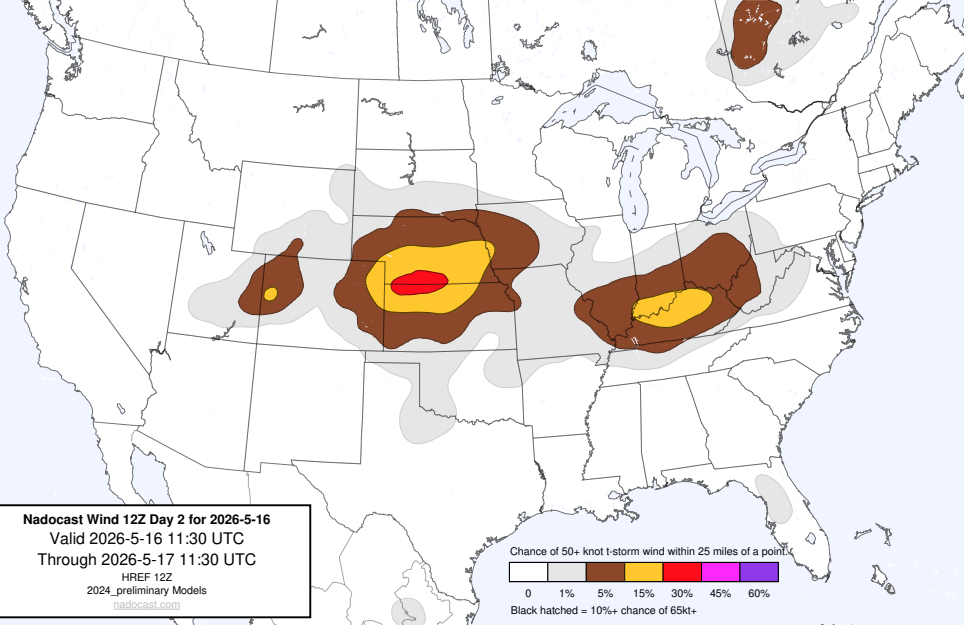 Nadocast Wind 12Z Day 2 for 2026-5-16
Valid 2026-5-16 11:30 UTC
Through 2026-5-17 11:30 UTC
HREF 12Z
2024_preliminary Models
nadocast.com
Chance of 50+ knot t-storm wind within 25 miles of a point.
0 1% 5% 15% 30% 45% 60%
Black hatched = 10%+ chance of 65kt+